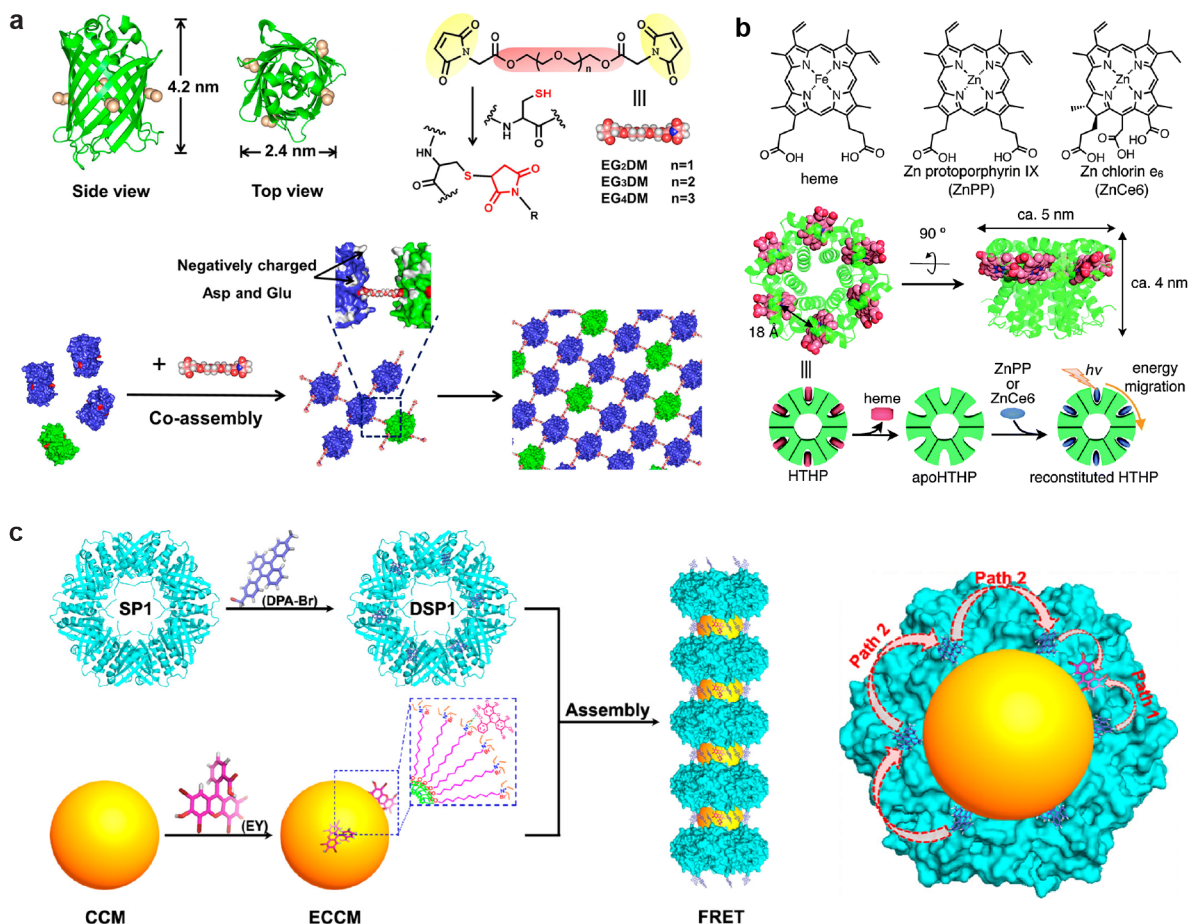 a
4.2 nm
2.4 nm
Side view
Top view
O
N
O
O
O
O
n
O
O
N
O
O
SH
N
H
O
HN
O
S
O
N
O
R
EG₂DM n=1
EG₃DM n=2
EG₄DM n=3
Negatively charged
Asp and Glu
+
Co-assembly
b
N
N
Fe
N
N
O
OH
HO
O
heme
N
N
Zn
N
N
O
OH
HO
O
Zn protoporphyrin IX
(ZnPP)
N
N
Zn
N
N
O
OH
O
OH
CO₂H
Zn chlorin e₆
(ZnCe6)
18 Å
90 °
ca. 5 nm
ca. 4 nm
heme
ZnPP
or
ZnCe6
hν
energy
migration
HTHP
apoHTHP
reconstituted HTHP
c
SP1
(DPA-Br)
DSP1
(EY)
CCM
ECCM
Assembly
FRET
Path 2
Path 2
Path 1